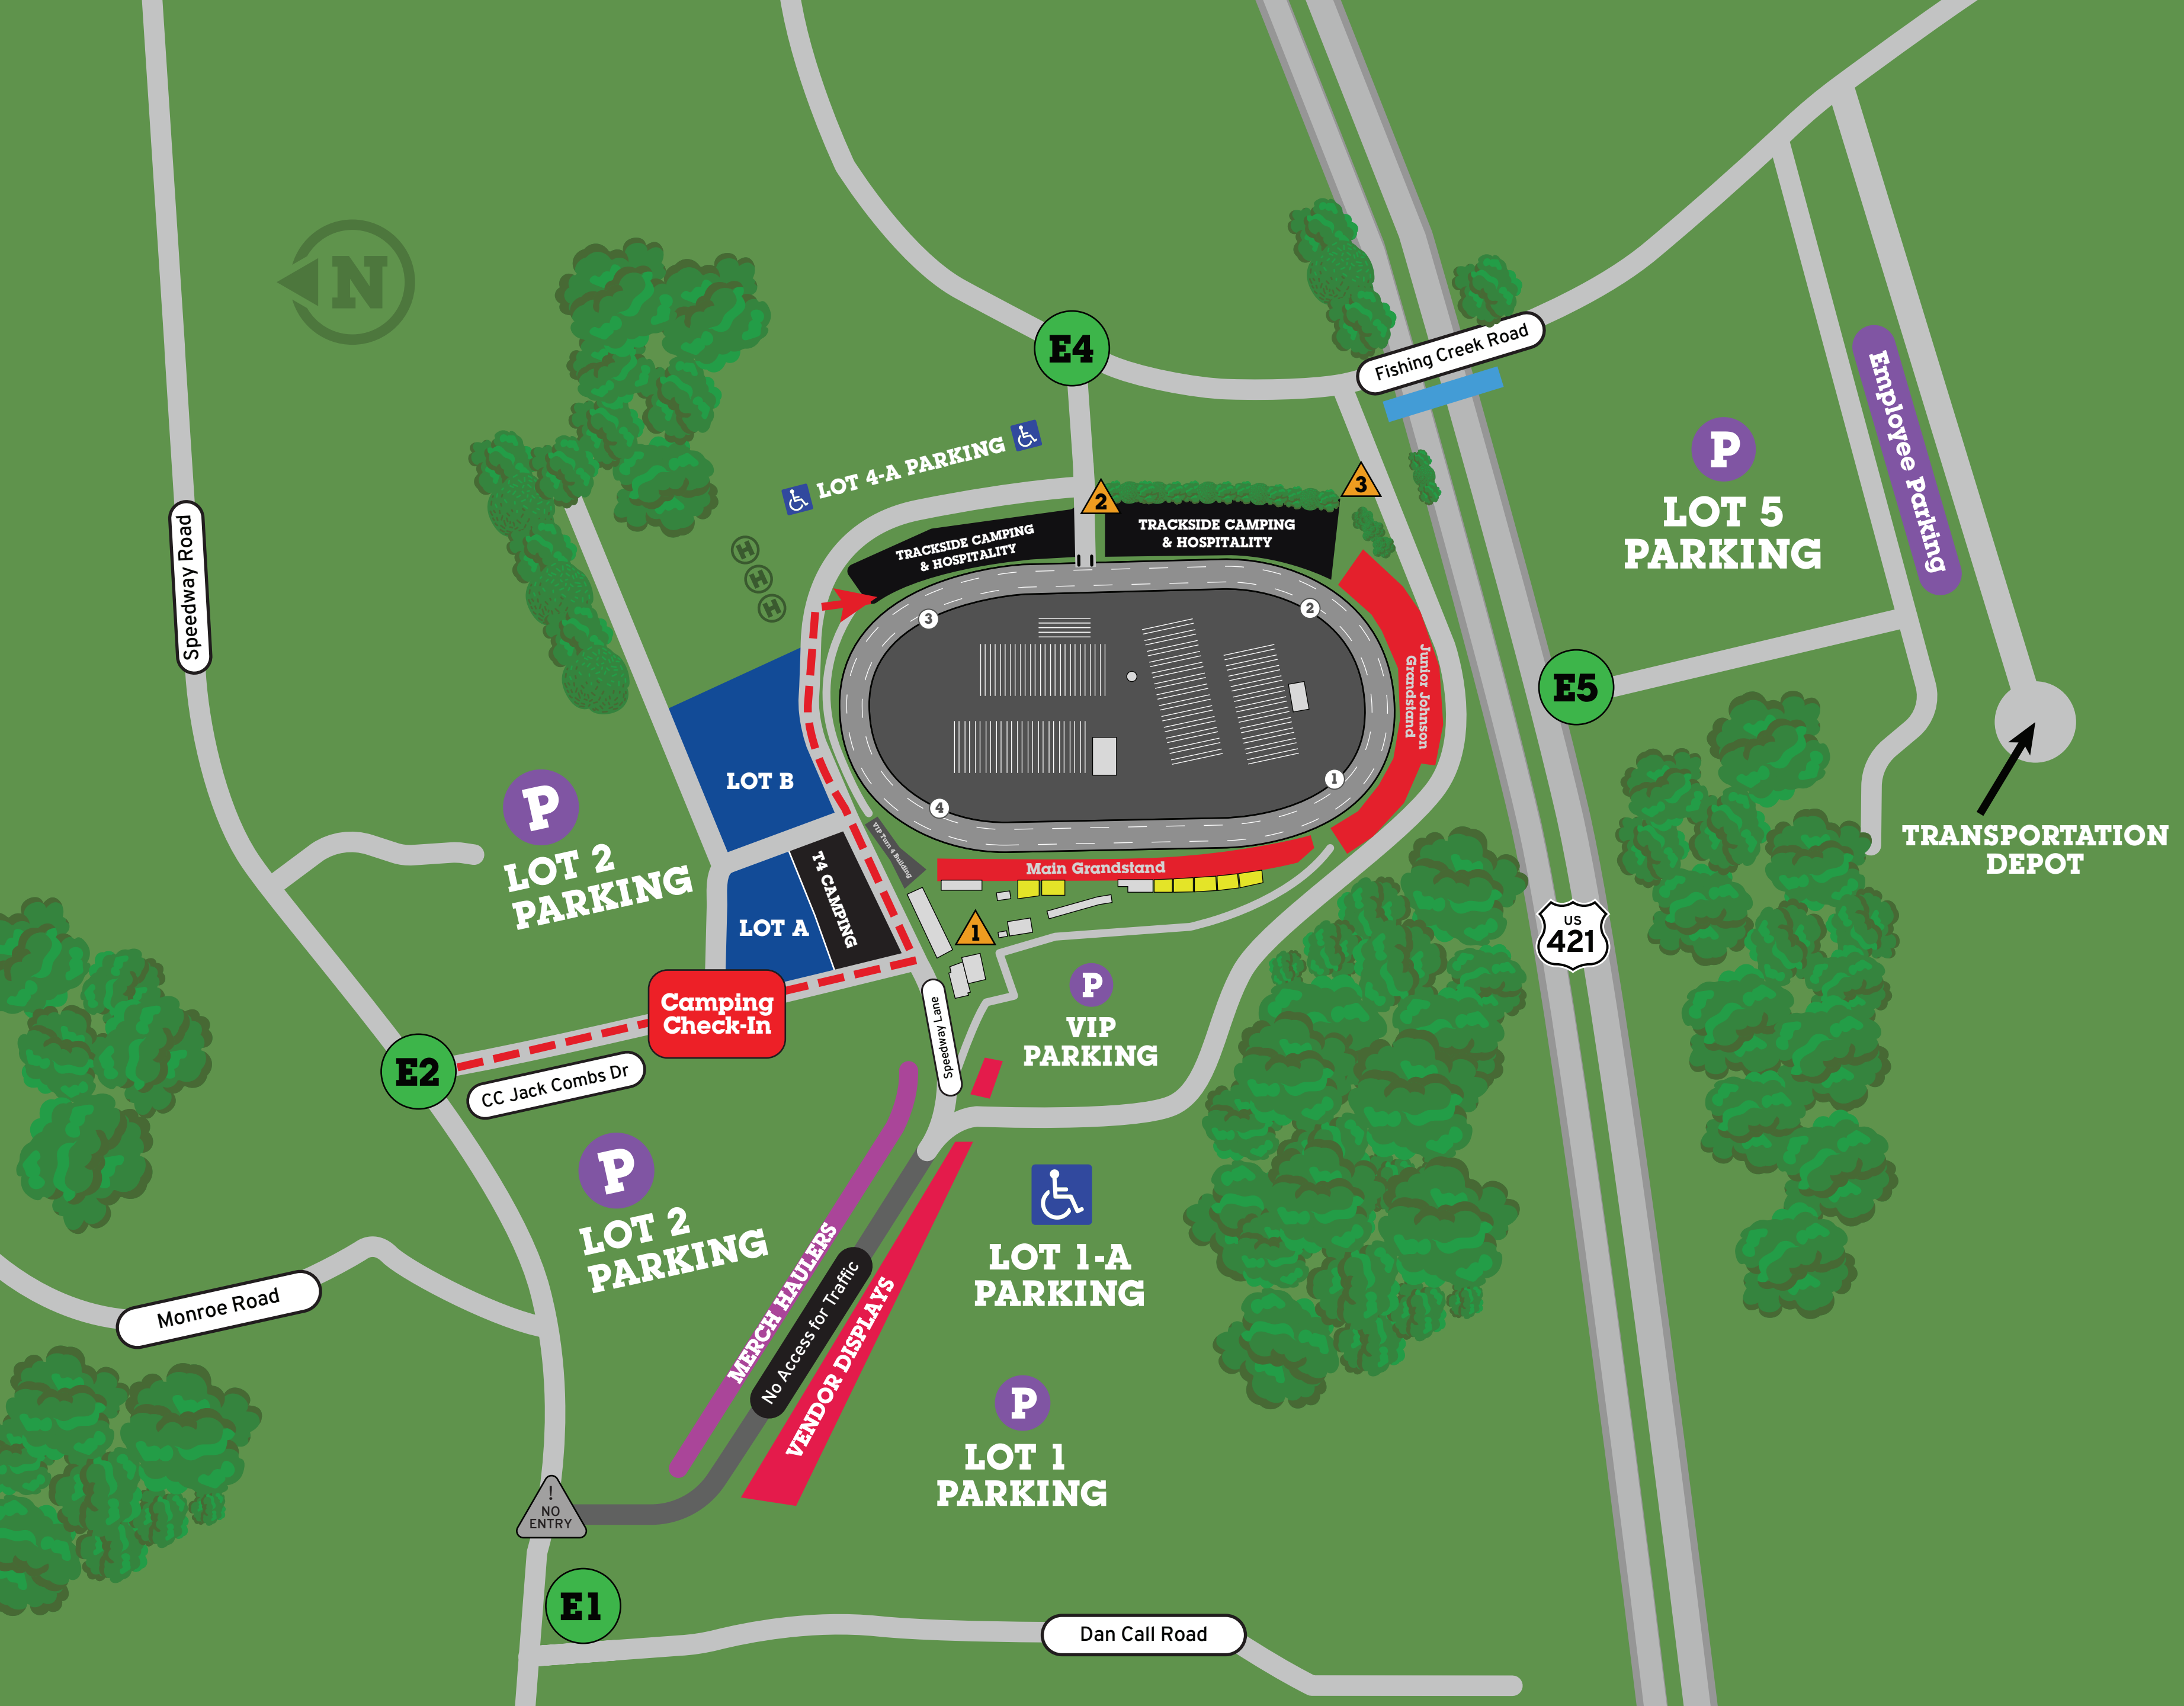 N
E4
Fishing Creek Road
LOT 4-A PARKING
2
3
TRACKSIDE CAMPING
& HOSPITALITY
TRACKSIDE CAMPING
& HOSPITALITY
H
H
H
3
2
4
1
Junior Johnson
Grandstand
Main Grandstand
VIP Turn 4 Building
Speedway Road
P
LOT 5
PARKING
Employee Parking
E5
TRANSPORTATION
DEPOT
US
421
LOT B
P
LOT 2
PARKING
T4 CAMPING
LOT A
1
Camping
Check-In
E2
CC Jack Combs Dr
Speedway Lane
P
VIP
PARKING
P
LOT 2
PARKING
LOT 1-A
PARKING
Monroe Road
MERCH HAULERS
No Access for Traffic
VENDOR DISPLAYS
P
LOT 1
PARKING
!
NO
ENTRY
E1
Dan Call Road